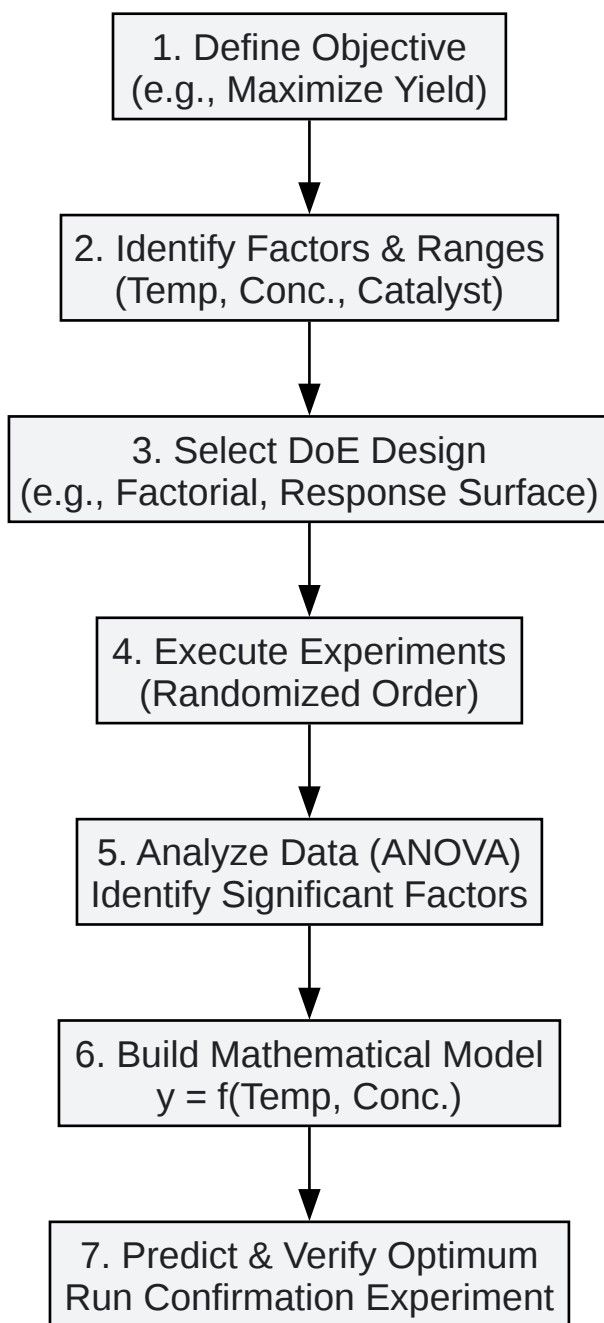 1. Define Objective
(e.g., Maximize Yield)
2. Identify Factors & Ranges
(Temp, Conc., Catalyst)
3. Select DoE Design
(e.g., Factorial, Response Surface)
4. Execute Experiments
(Randomized Order)
5. Analyze Data (ANOVA)
Identify Significant Factors
6. Build Mathematical Model
y = f(Temp, Conc.)
7. Predict & Verify Optimum
Run Confirmation Experiment